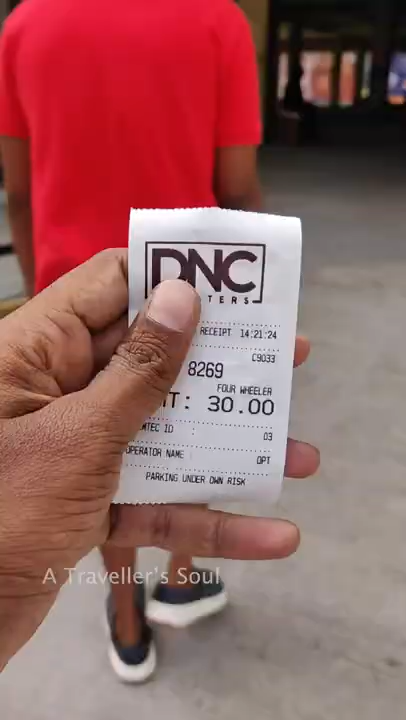 DNC
TERS
RECEIPT 14:21:24
C9033
8269
FOUR WHEELER
T: 30.00
MTEC ID : 03
OPERATOR NAME OPT
PARKING UNDER OWN RISK
A Traveller's Soul